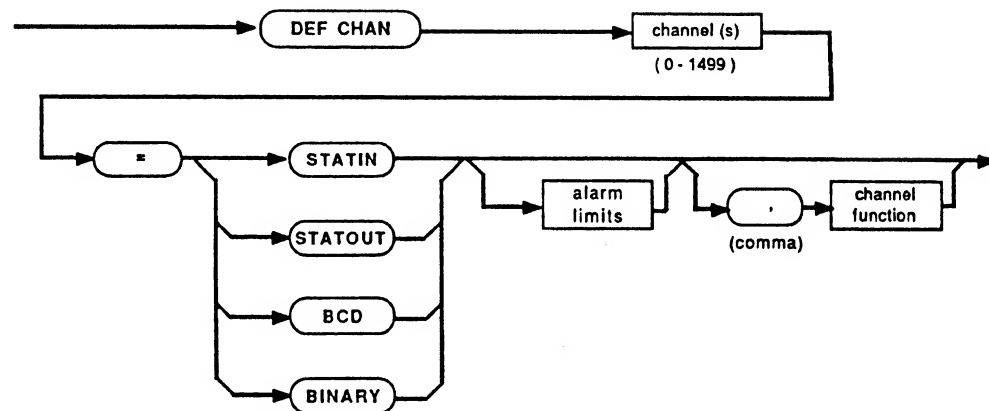 DEF CHAN
channel (s)
( 0 - 1499 )
=
STATIN
alarm
limits
,
(comma)
channel
function
STATOUT
BCD
BINARY